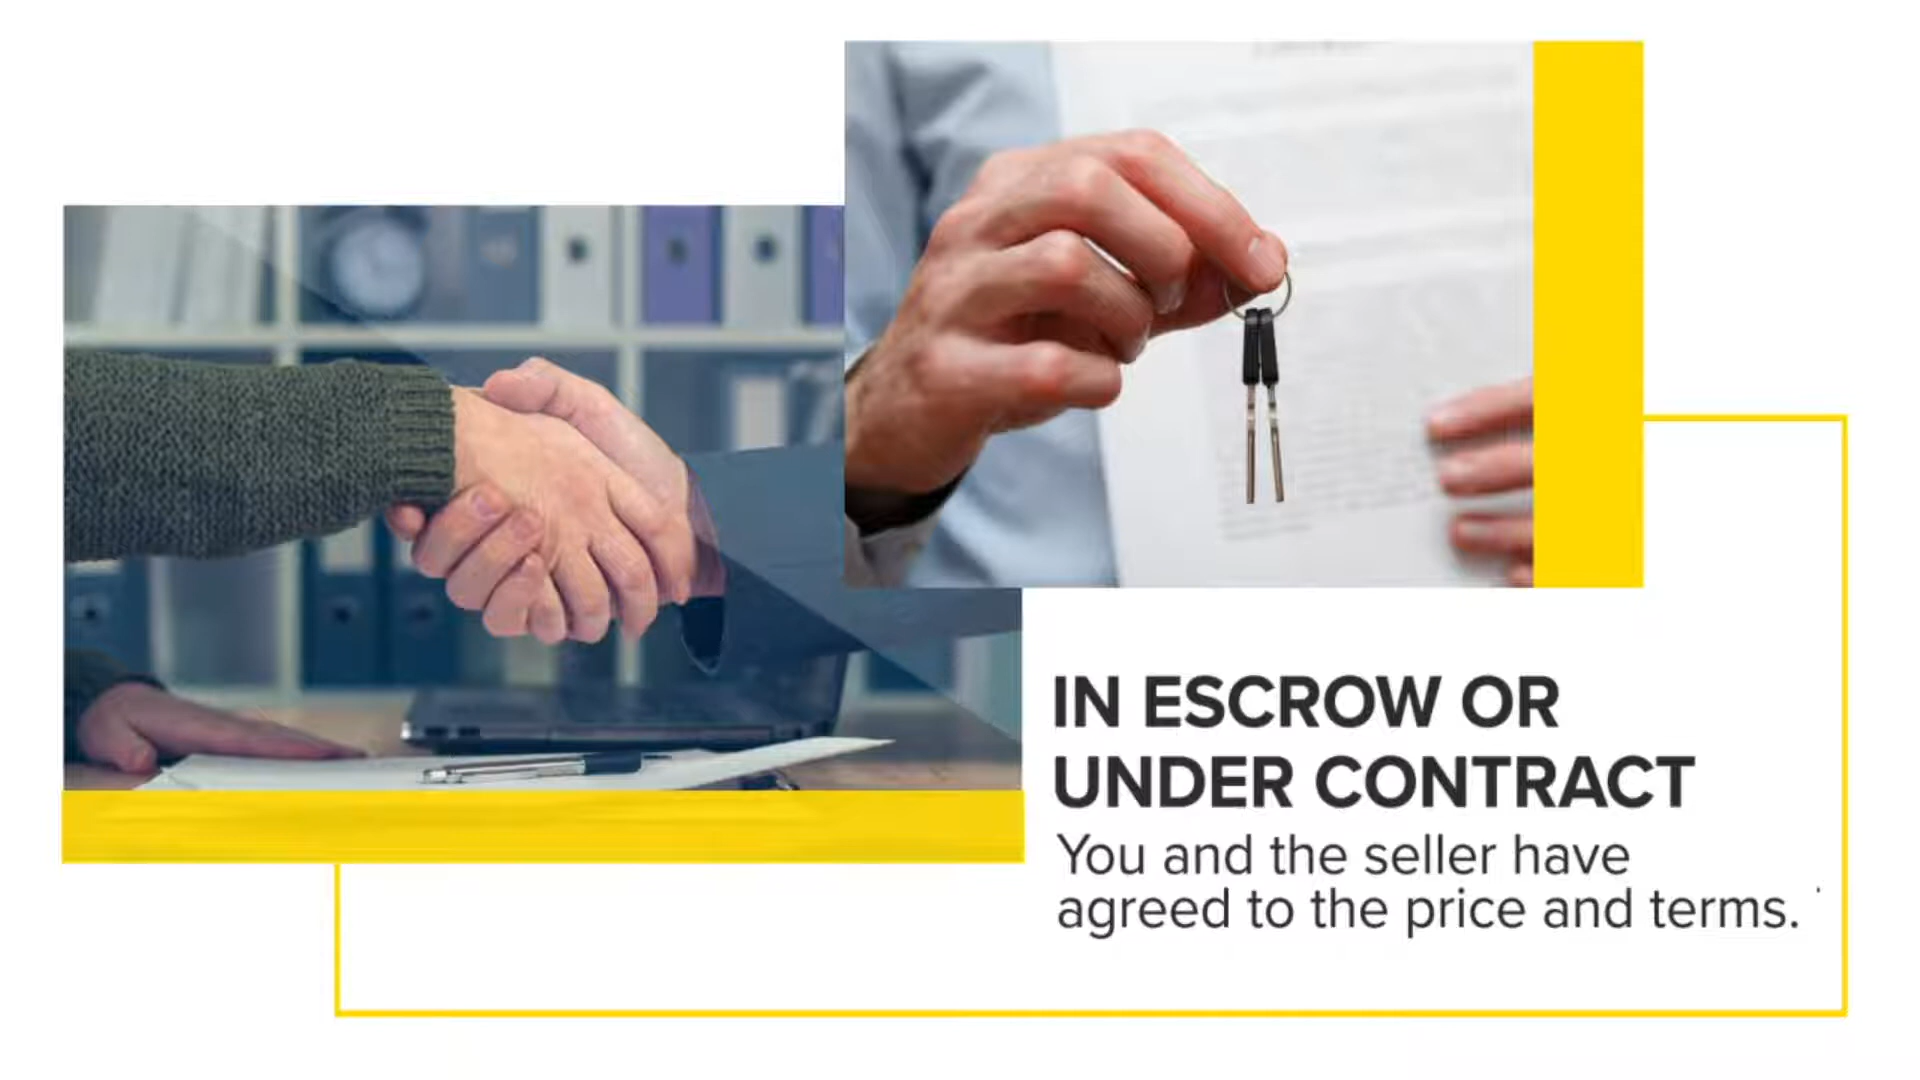 IN ESCROW OR
UNDER CONTRACT
You and the seller have
agreed to the price and terms.